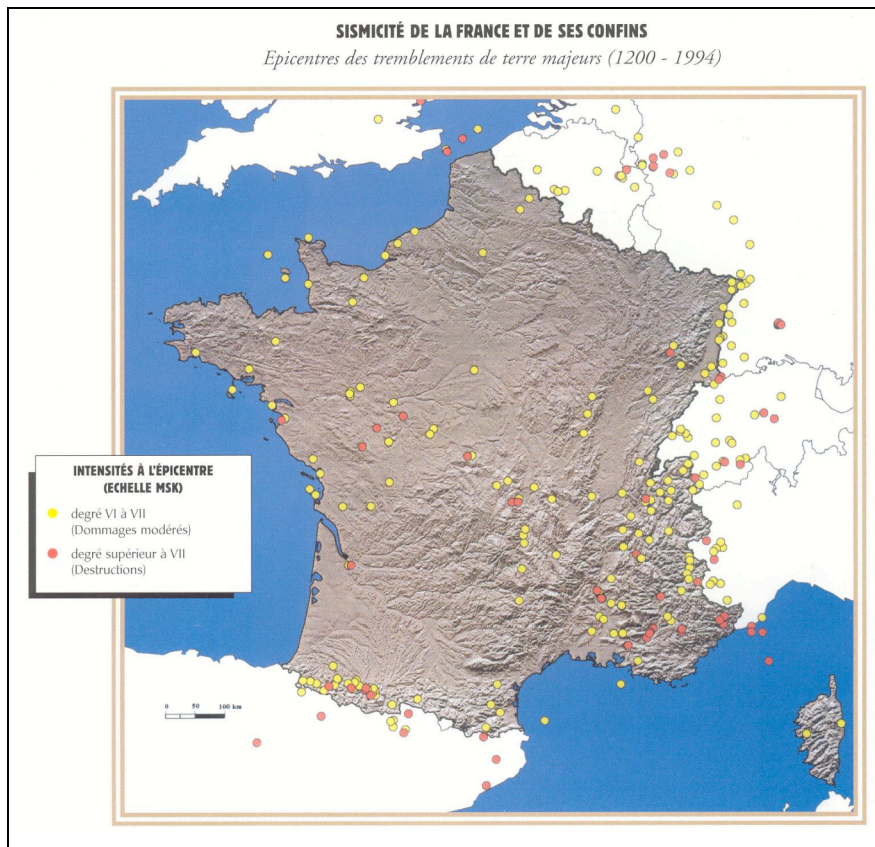 SISMICITÉ DE LA FRANCE ET DE SES CONFINS
Epicentres des tremblements de terre majeurs (1200 - 1994)
INTENSITÉS À L'ÉPICENTRE
(ECHELLE MSK)
degré VI à VII
(Dommages modérés)
degré supérieur à VII
(Destructions)
0 50 100 km